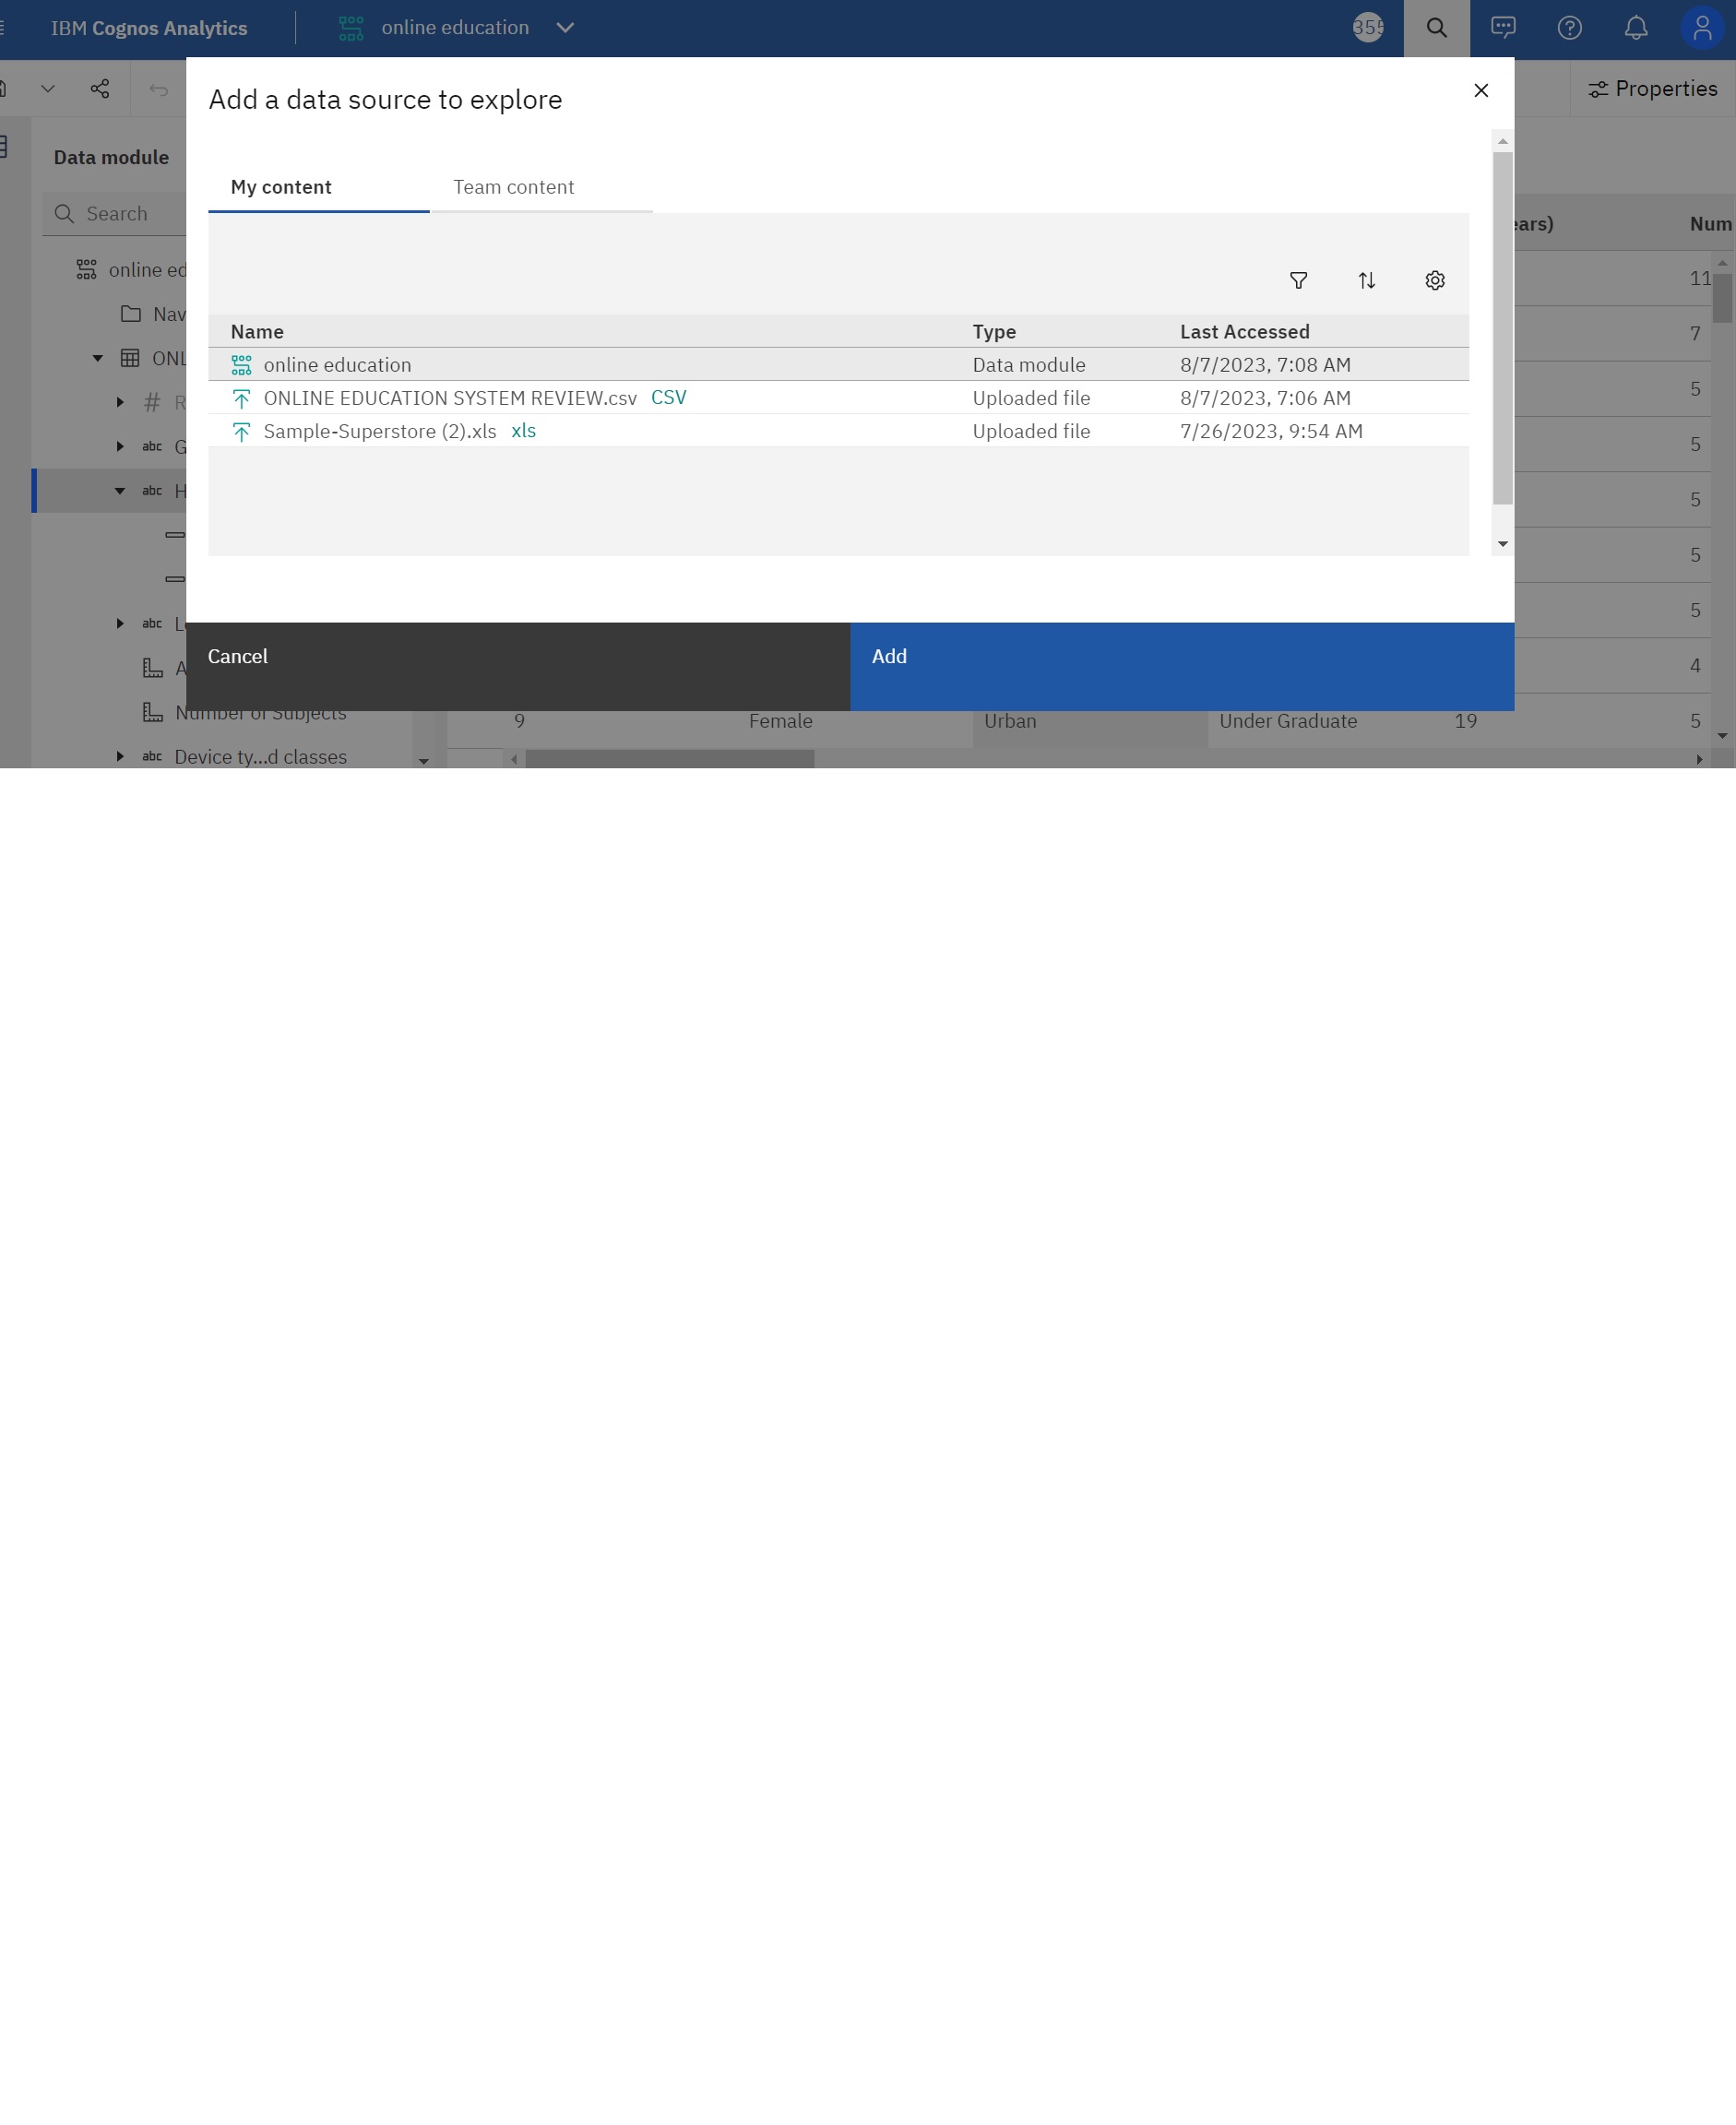 IBM Cognos Analytics
online education
355
Properties
Add a data source to explore
Data module
Search
My content
Team content
Num
Name
Type
Last Accessed
online education
Data module
8/7/2023, 7:08 AM
ONLINE EDUCATION SYSTEM REVIEW.csv
CSV
Uploaded file
8/7/2023, 7:06 AM
Sample-Superstore (2).xls
xls
Uploaded file
7/26/2023, 9:54 AM
online
abc
abc
abc
abc
11
7
5
5
5
5
5
4
Cancel
Add
Number of Subjects
9
Female
Urban
Under Graduate
19
5
Device ty...d classes